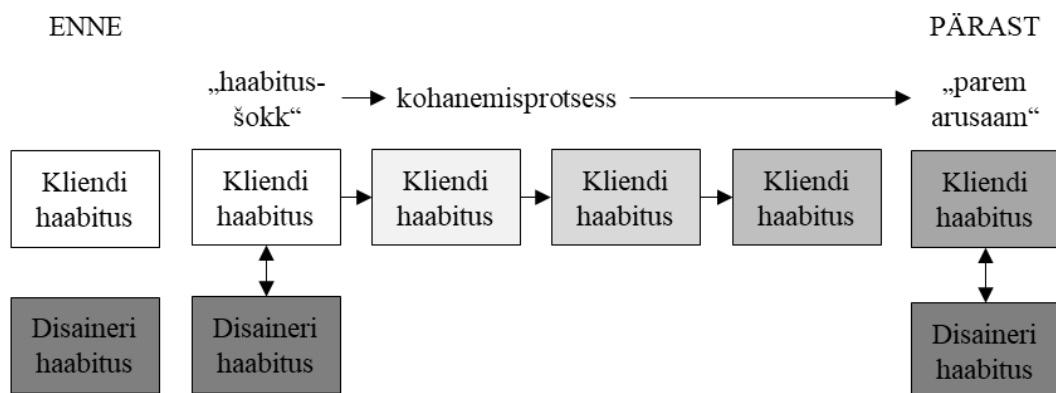 ENNE
PÄRAST
„haabitus-
šokk“
kohanemisprotsess
„parem
arusaam“
Kliendi
haabitus
Kliendi
haabitus
Kliendi
haabitus
Kliendi
haabitus
Kliendi
haabitus
Kliendi
haabitus
Disaineri
haabitus
Disaineri
haabitus
Disaineri
haabitus